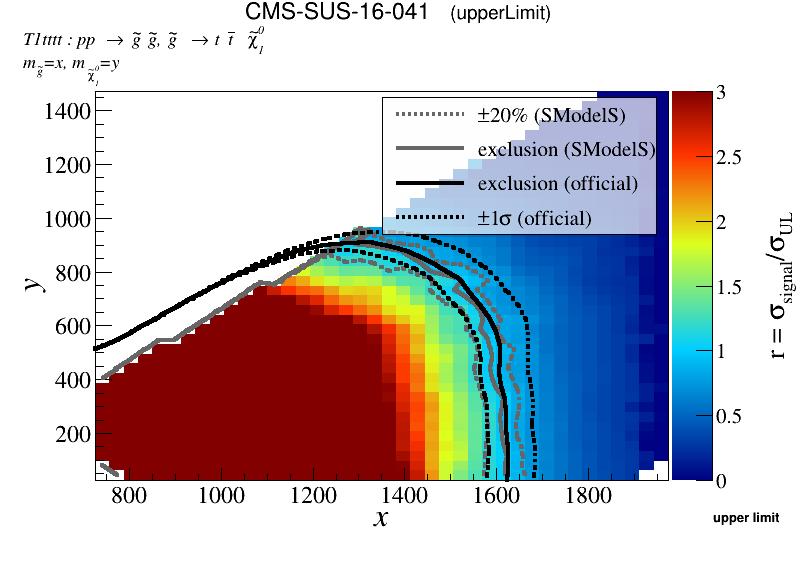 CMS-SUS-16-041 (upperLimit)
T1tttt : pp → g̃ g̃, g̃ → t t̄ χ̃₁⁰
m_g̃=x, m_χ̃₁⁰=y
±20% (SModelS)
exclusion (SModelS)
exclusion (official)
±1σ (official)
1400
1200
1000
800
600
400
200
y
800 1000 1200 1400 1600 1800
x
3
2.5
2
1.5
1
0.5
0
r = σ_signal/σ_UL
upper limit